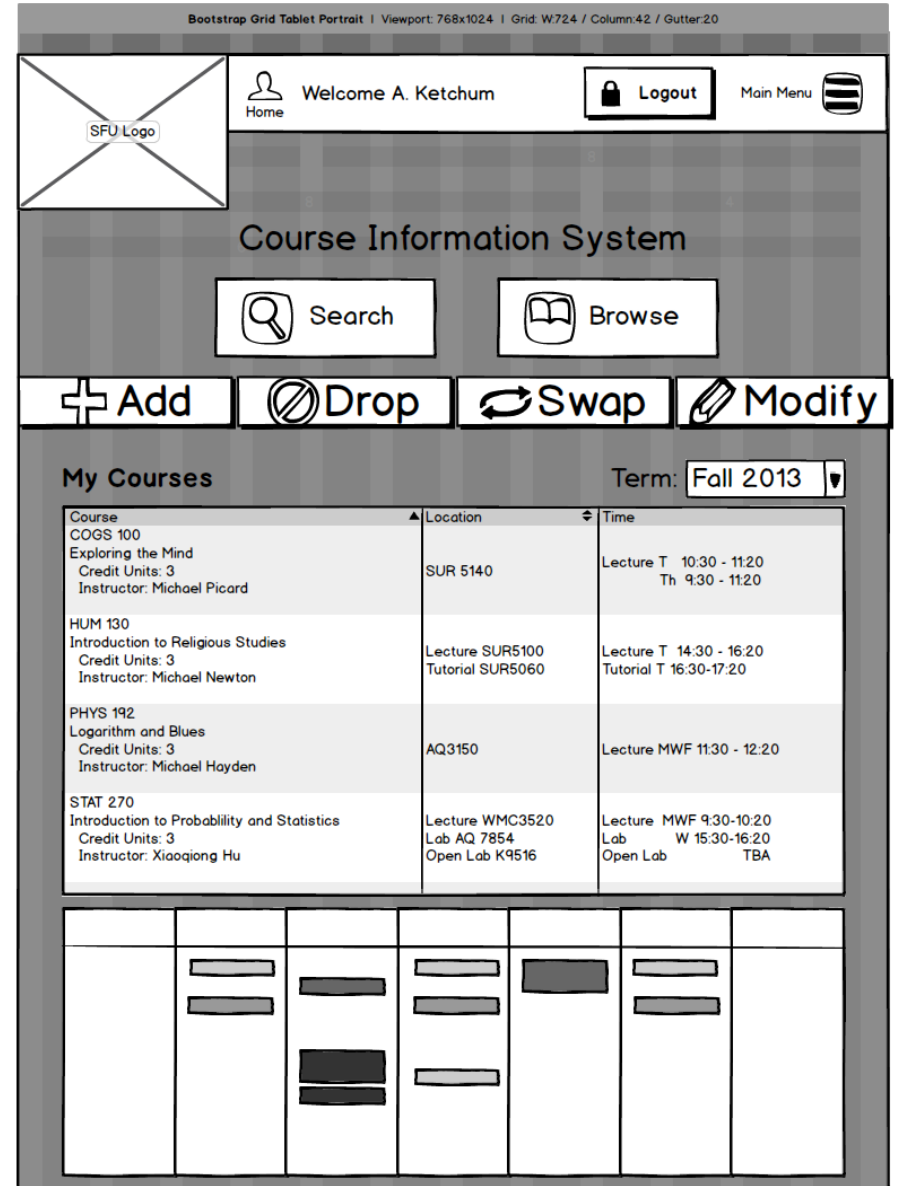 Bootstrap Grid Tablet Portrait | Viewport: 768x1024 | Grid: W:724 / Column:42 / Gutter:20
SFU Logo
Home
Welcome A. Ketchum
Logout
Main Menu
8
8
4
Course Information System
Search
Browse
Add
Drop
Swap
Modify
My Courses
Term: Fall 2013
Course Location Time
COGS 100
Exploring the Mind
Credit Units: 3
Instructor: Michael Picard
SUR 5140
Lecture T 10:30 - 11:20
Th 9:30 - 11:20
HUM 130
Introduction to Religious Studies
Credit Units: 3
Instructor: Michael Newton
Lecture SUR5100
Tutorial SUR5060
Lecture T 14:30 - 16:20
Tutorial T 16:30-17:20
PHYS 192
Logarithm and Blues
Credit Units: 3
Instructor: Michael Hayden
AQ3150
Lecture MWF 11:30 - 12:20
STAT 270
Introduction to Probablility and Statistics
Credit Units: 3
Instructor: Xiaoqiong Hu
Lecture WMC3520
Lab AQ 7854
Open Lab K9516
Lecture MWF 9:30-10:20
Lab W 15:30-16:20
Open Lab TBA